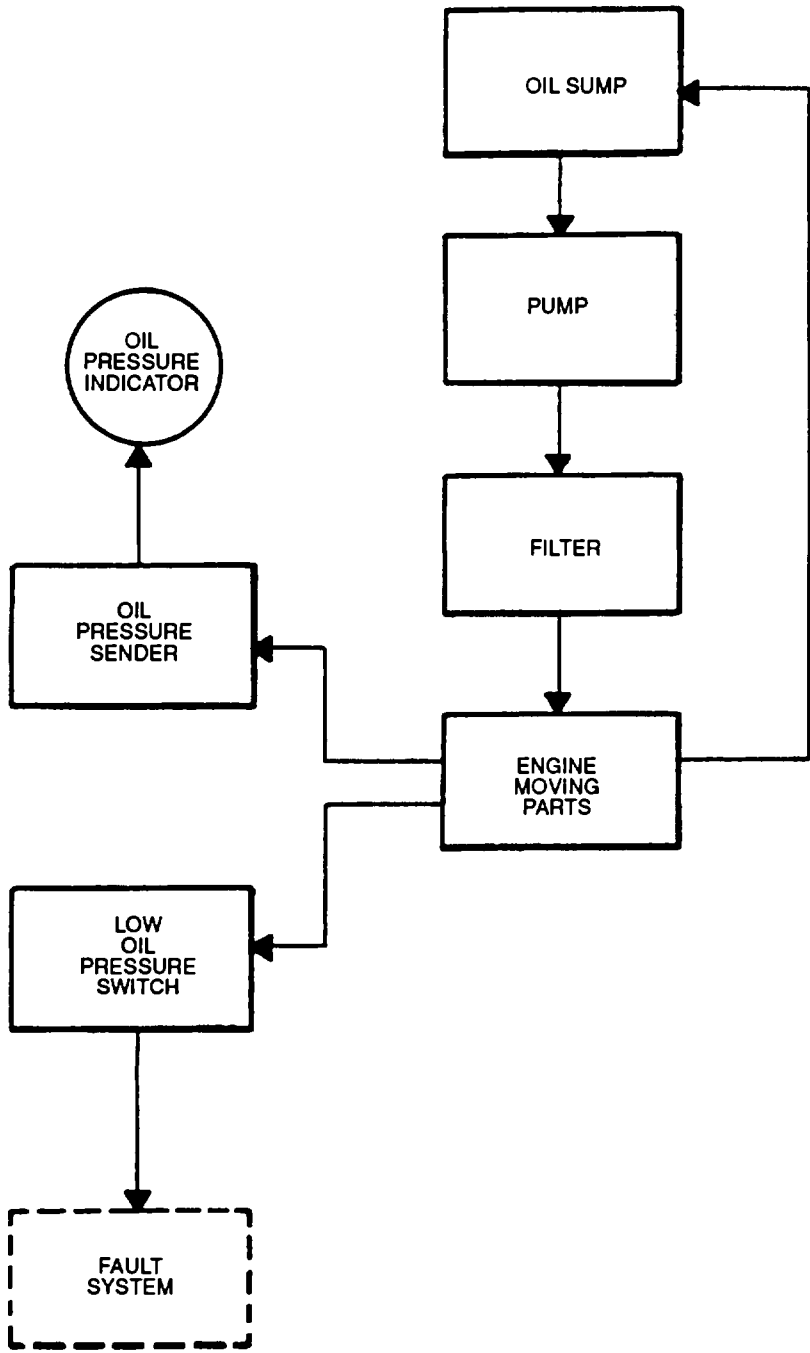 OIL SUMP
PUMP
OIL
PRESSURE
INDICATOR
FILTER
OIL
PRESSURE
SENDER
ENGINE
MOVING
PARTS
LOW
OIL
PRESSURE
SWITCH
FAULT
SYSTEM